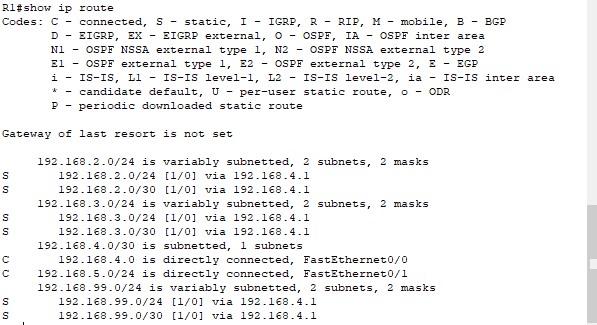 R1#show ip route
Codes: C - connected, S - static, I - IGRP, R - RIP, M - mobile, B - BGP
       D - EIGRP, EX - EIGRP external, O - OSPF, IA - OSPF inter area
       N1 - OSPF NSSA external type 1, N2 - OSPF NSSA external type 2
       E1 - OSPF external type 1, E2 - OSPF external type 2, E - EGP
       i - IS-IS, L1 - IS-IS level-1, L2 - IS-IS level-2, ia - IS-IS inter area
       * - candidate default, U - per-user static route, o - ODR
       P - periodic downloaded static route
Gateway of last resort is not set
     192.168.2.0/24 is variably subnetted, 2 subnets, 2 masks
S       192.168.2.0/24 [1/0] via 192.168.4.1
S       192.168.2.0/30 [1/0] via 192.168.4.1
     192.168.3.0/24 is variably subnetted, 2 subnets, 2 masks
S       192.168.3.0/24 [1/0] via 192.168.4.1
S       192.168.3.0/30 [1/0] via 192.168.4.1
     192.168.4.0/30 is subnetted, 1 subnets
C       192.168.4.0 is directly connected, FastEthernet0/0
C    192.168.5.0/24 is directly connected, FastEthernet0/1
     192.168.99.0/24 is variably subnetted, 2 subnets, 2 masks
S       192.168.99.0/24 [1/0] via 192.168.4.1
S       192.168.99.0/30 [1/0] via 192.168.4.1